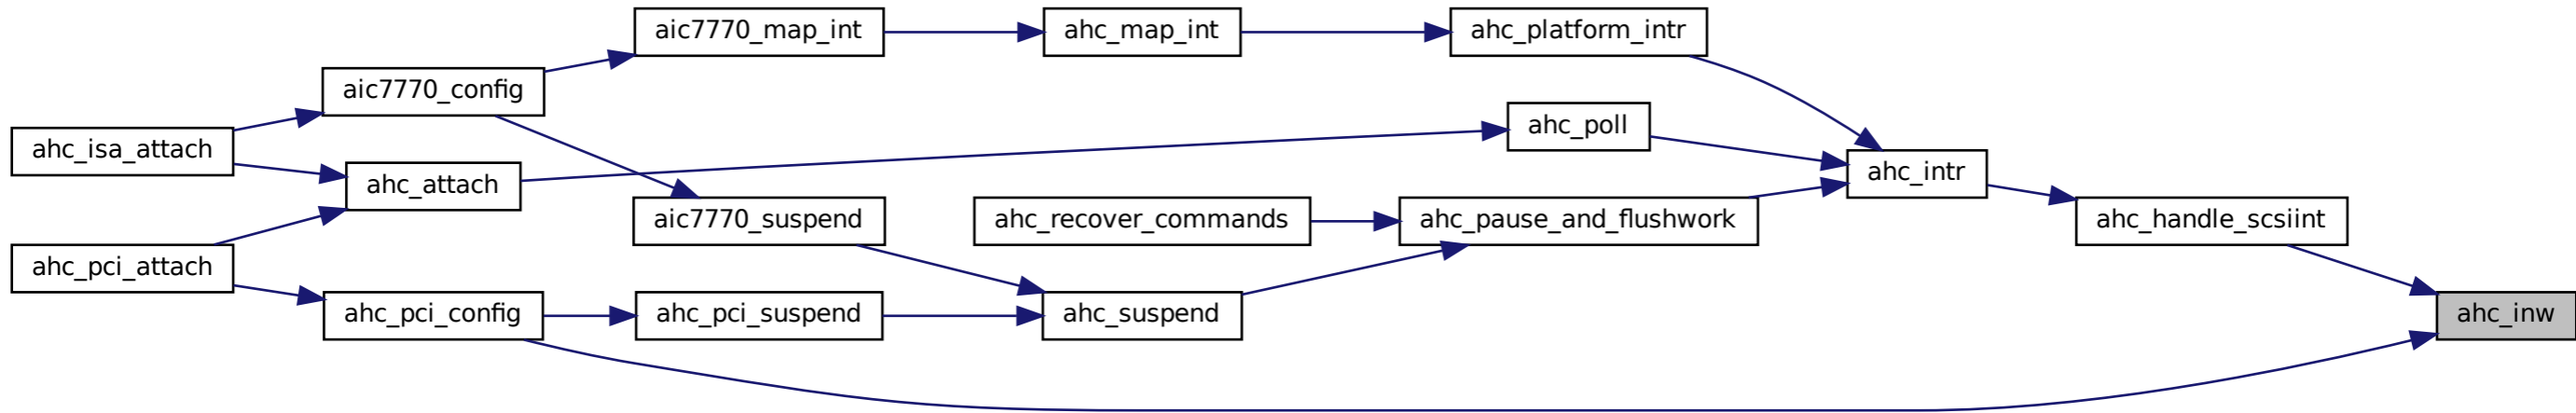 aic7770_map_int
ahc_map_int
ahc_platform_intr
aic7770_config
ahc_poll
ahc_isa_attach
ahc_attach
ahc_intr
aic7770_suspend
ahc_recover_commands
ahc_pause_and_flushwork
ahc_handle_scsiint
ahc_pci_attach
ahc_pci_config
ahc_pci_suspend
ahc_suspend
ahc_inw